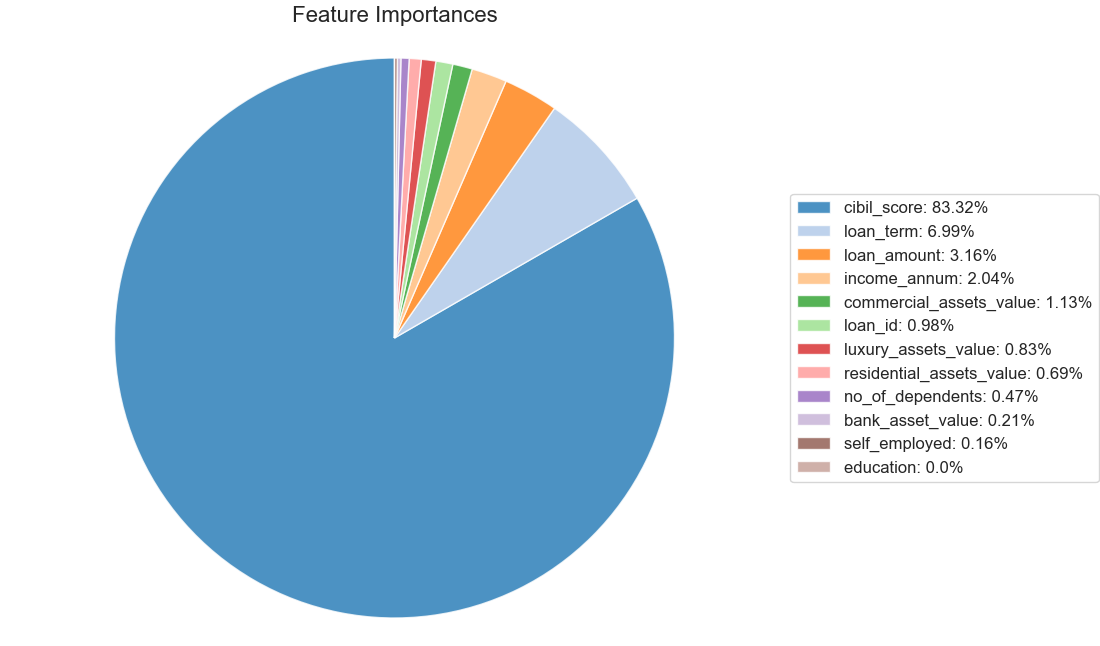 Feature Importances
cibil_score: 83.32%
loan_term: 6.99%
loan_amount: 3.16%
income_annum: 2.04%
commercial_assets_value: 1.13%
loan_id: 0.98%
luxury_assets_value: 0.83%
residential_assets_value: 0.69%
no_of_dependents: 0.47%
bank_asset_value: 0.21%
self_employed: 0.16%
education: 0.0%